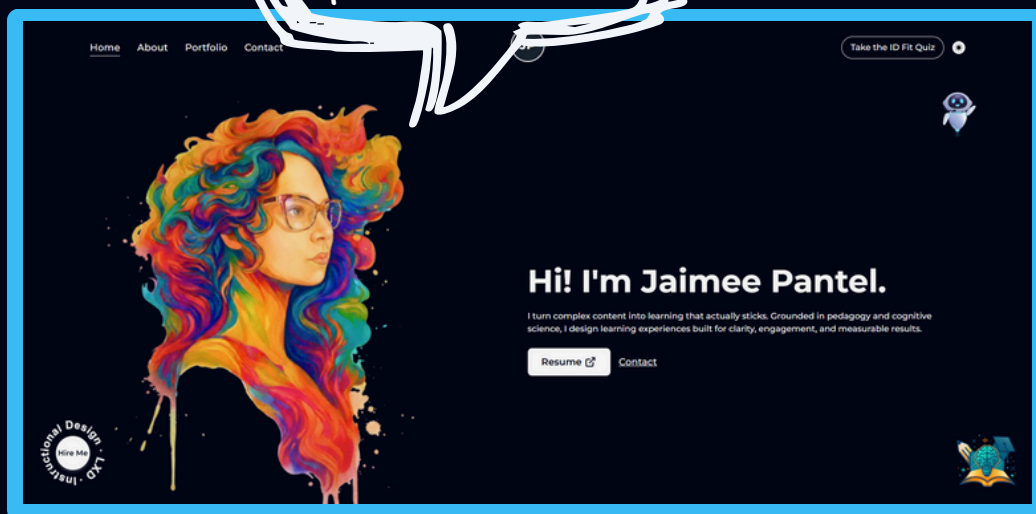 Home About Portfolio Contact
Take the ID Fit Quiz
Hi! I'm Jaimee Pantel.
I turn complex content into learning that actually sticks. Grounded in pedagogy and cognitive
science, I design learning experiences built for clarity, engagement, and measurable results.
Resume Contact
Instructional Design · LXD ·
Hire Me